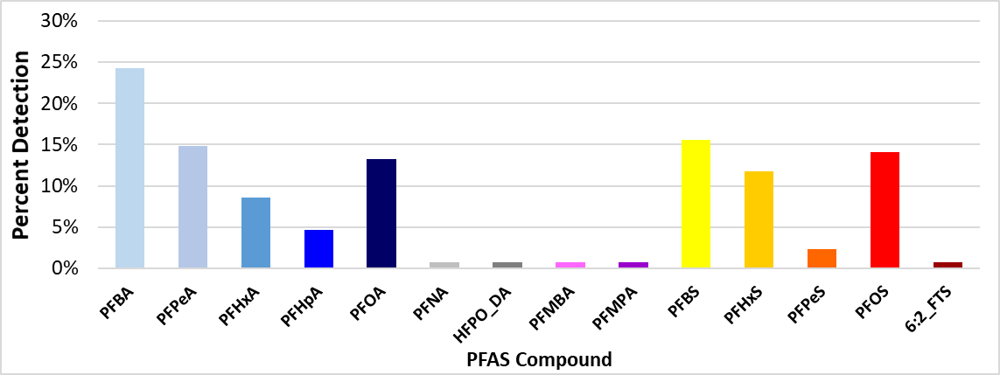 30%
25%
20%
15%
10%
5%
0%
Percent Detection
PFBA
PFPeA
PFHxA
PFHpA
PFOA
PFNA
HFPO_DA
PFMBA
PFMPA
PFBS
PFHxS
PFPeS
PFOS
6:2_FTS
PFAS Compound